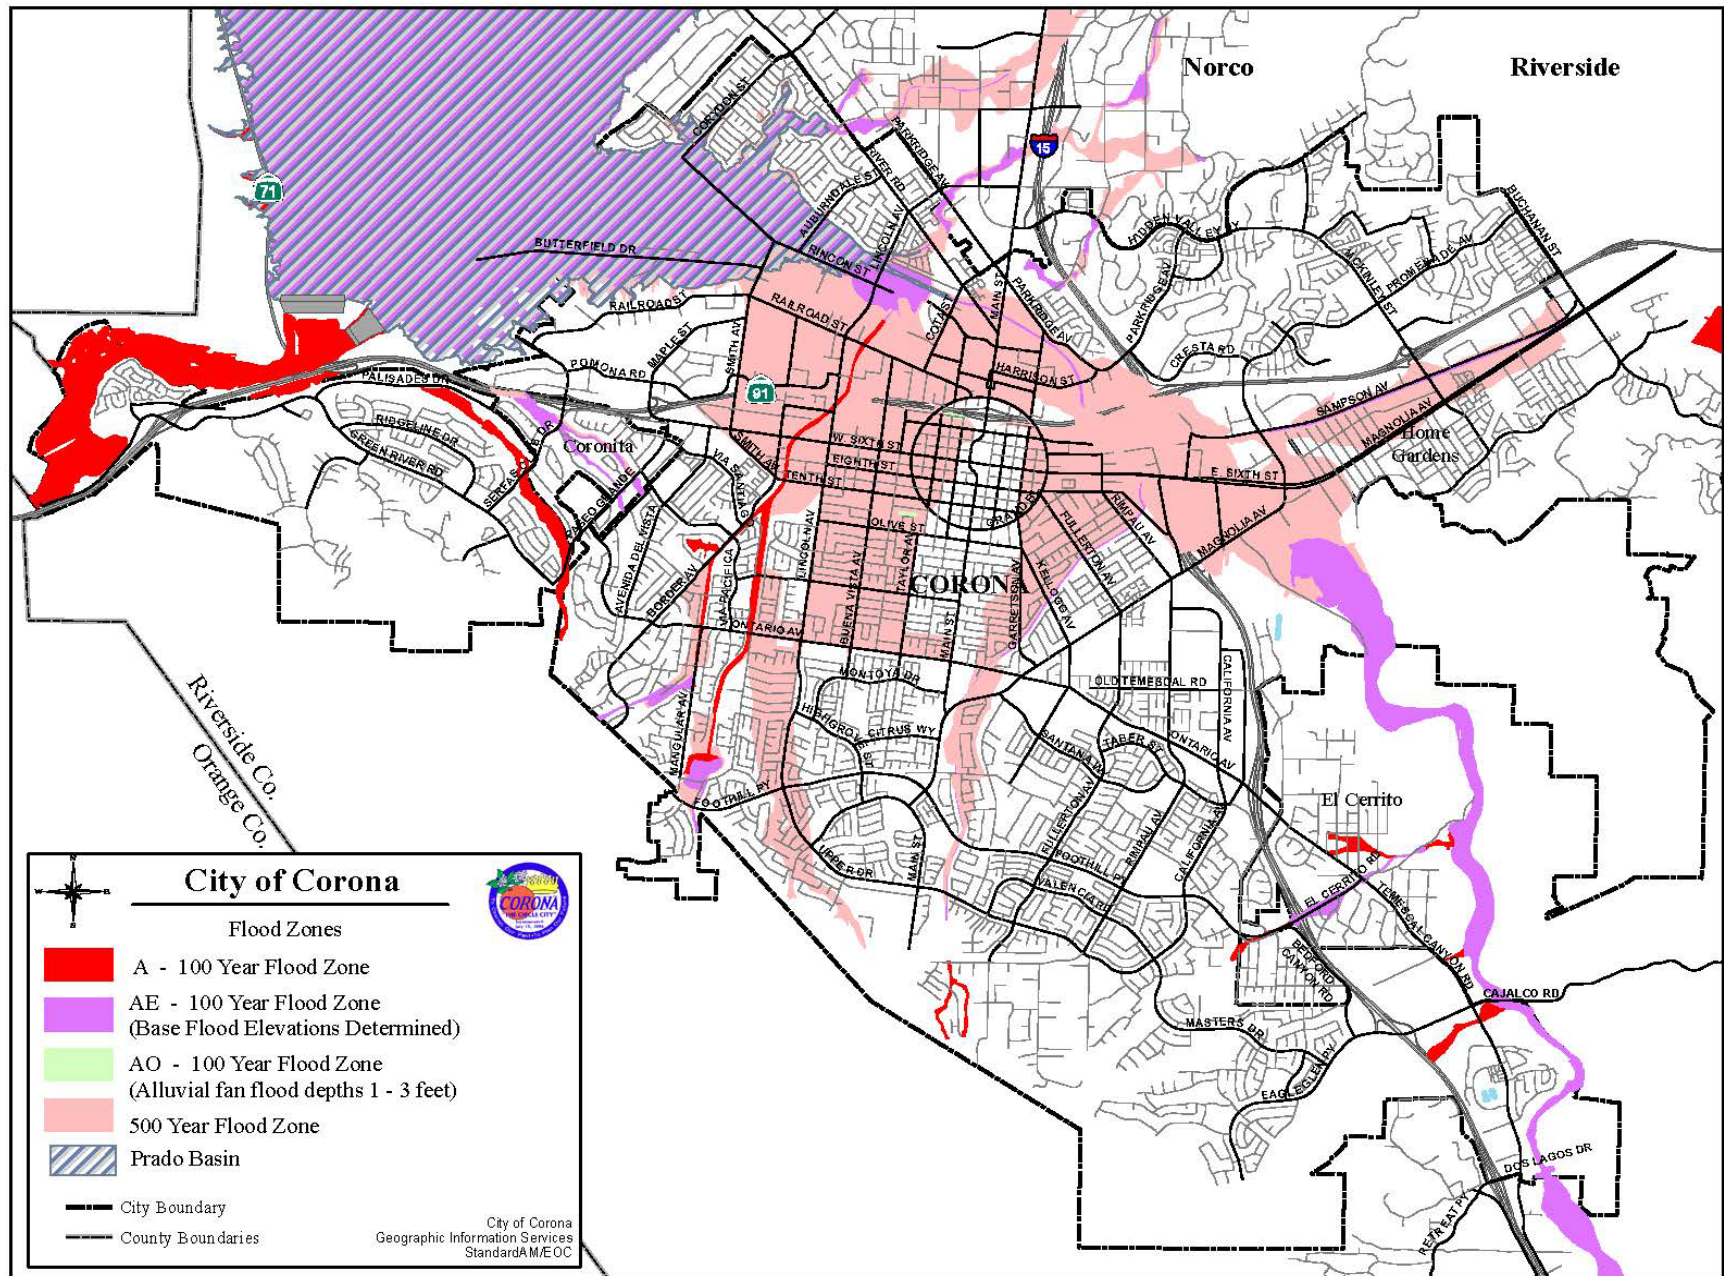 Norco
Riverside
15
71
91
CORYDON ST
PARKRIDGE AV
RIVER RD
AUBURNDALE ST
LINCOLN AV
BUTTERFIELD DR
RINCON ST
HIDDEN VALLEY
BUCHANAN ST
MCKINLEY ST
PROMENADE AV
PARKRIDGE AV
MAIN ST
PARKRIDGE AV
COTA ST
RAILROAD ST
RAILROAD ST
MAPLE ST
SMITH AV
POMONA RD
CRESTA RD
HARRISON ST
PALISADES DR
SAMPSON AV
MAGNOLIA AV
RIDGELINE DR
GREEN RIVER RD
Coronita
Home
Gardens
SMITH AV
W. SIXTH ST
EIGHTH ST
TENTH ST
E. SIXTH ST
PASEO GRANDE
GRAND BL
RIMPAU AV
FULLERTON AV
OLIVE ST
MAGNOLIA AV
AVENIDA DEL VISTA
BORDER AV
VIA PACIFICA
LINCOLN AV
BUENA VISTA AV
TAYLOR AV
CORONA
KELLOGG AV
GARRETSON AV
MAIN ST
ONTARIO AV
MONTOYA DR
OLD TEMESCAL RD
CALIFORNIA AV
MANGULAR AV
HIGHGROVE ST
CITRUS WY
SANTANA W
TABER ST
ONTARIO AV
FOOTHILL PY
El Cerrito
UPPER DR
MAIN ST
FULLERTON AV
RIMPAU AV
CALIFORNIA AV
FOOTHILL PY
VALENCIA RD
EL CERRITO RD
TEMESCAL CANYON RD
BEDFORD
CANYON RD
CAJALCO RD
MASTERS DR
EAGLE GLEN PY
DOS LAGOS DR
RETREAT PY
Riverside Co.
Orange Co.
City of Corona
CORONA
Flood Zones
A - 100 Year Flood Zone
AE - 100 Year Flood Zone
(Base Flood Elevations Determined)
AO - 100 Year Flood Zone
(Alluvial fan flood depths 1 - 3 feet)
500 Year Flood Zone
Prado Basin
City Boundary
County Boundaries
City of Corona
Geographic Information Services
StandardAM/EOC